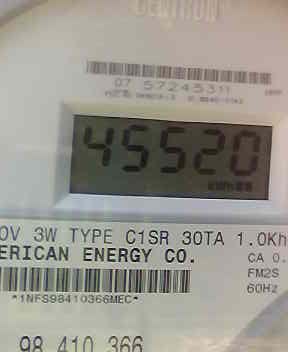 CENTRON
07 57245311
45520
0V 3W TYPE C1SR 30TA 1.0Kh
ERICAN ENERGY CO.
CA 0.
FM2S
60Hz
*1NFS98410366MEC*
98 410 366